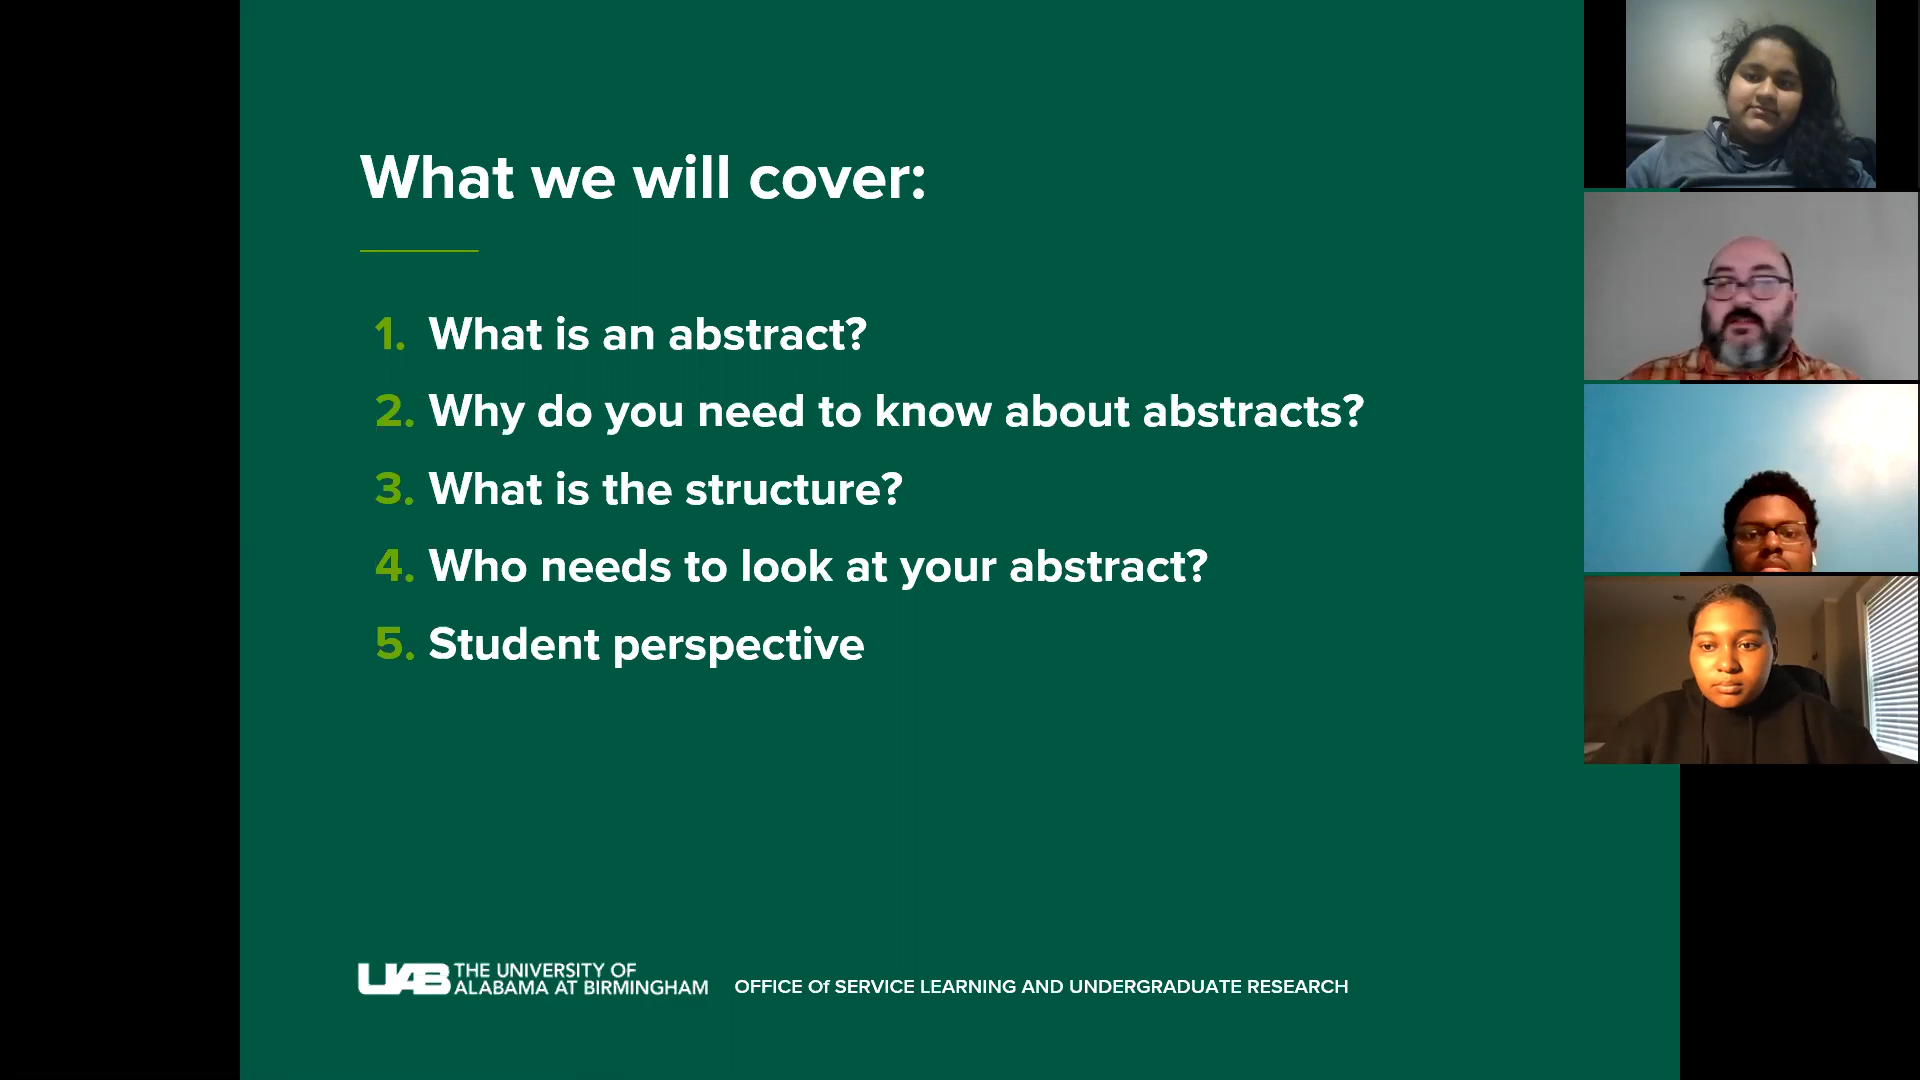 What we will cover:
1. What is an abstract?
2. Why do you need to know about abstracts?
3. What is the structure?
4. Who needs to look at your abstract?
5. Student perspective
UAB THE UNIVERSITY OF
ALABAMA AT BIRMINGHAM
OFFICE Of SERVICE LEARNING AND UNDERGRADUATE RESEARCH